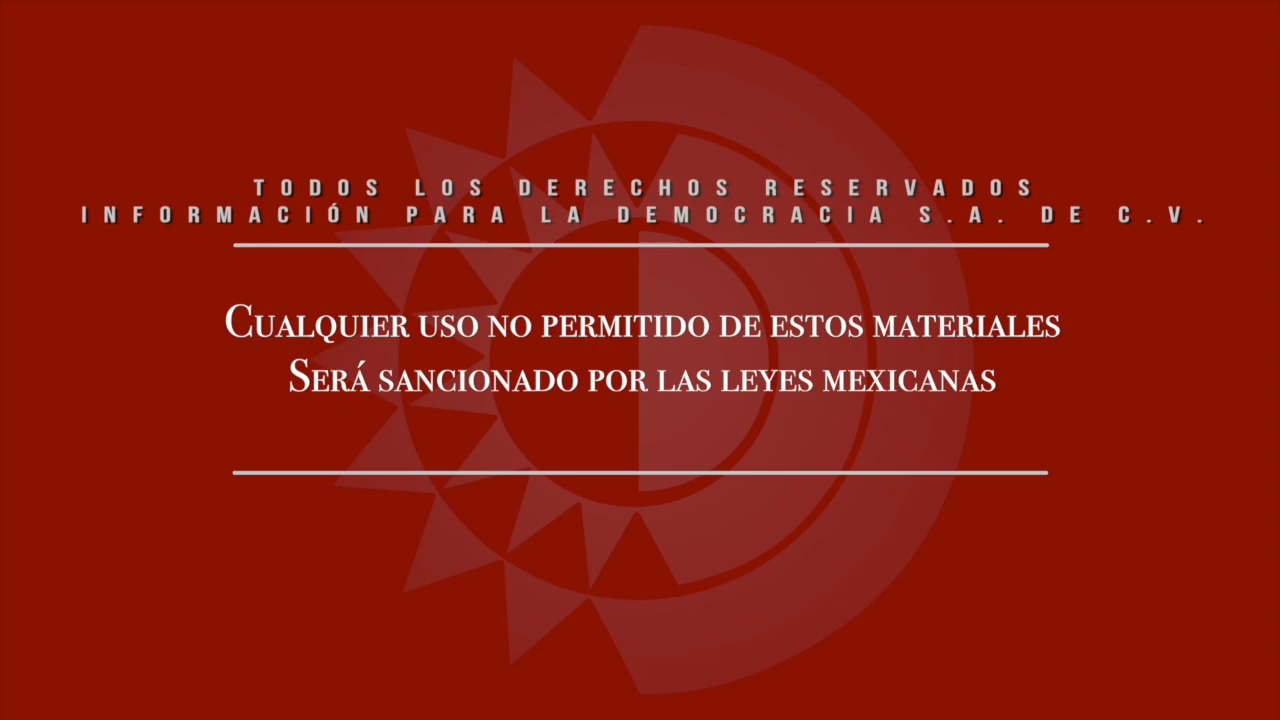 TODOS LOS DERECHOS RESERVADOS
INFORMACIÓN PARA LA DEMOCRACIA S.A. DE C.V.
Cualquier uso no permitido de estos materiales
Será sancionado por las leyes mexicanas